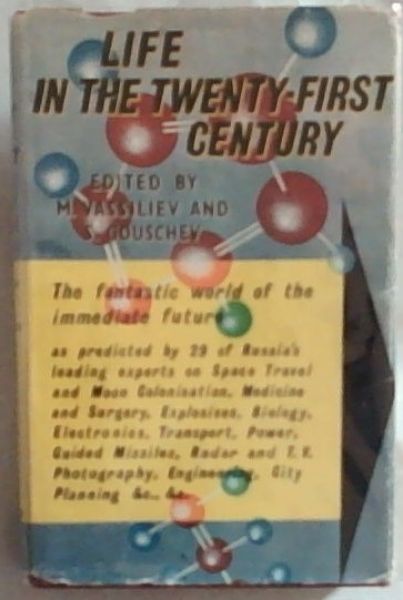 LIFE
IN THE TWENTY-FIRST
CENTURY
EDITED BY
M. VASSILIEV AND
S. GOUSCHEV
The fantastic world of the
immediate future
as predicted by 29 of Russia's
leading experts on Space Travel
and Moon Colonisation, Medicine
and Surgery, Explosives, Biology,
Electronics, Transport, Power,
Guided Missiles, Radar and T.V.
Photography, Engineering, City
Planning &c., &c.